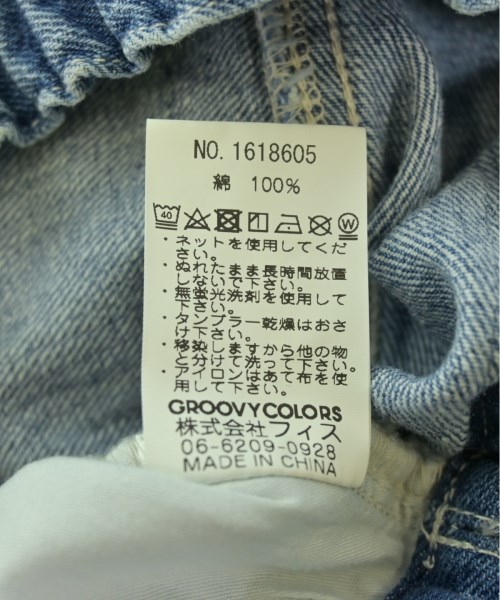 NO. 1618605
綿 100%
40 W
・ネットを使用してくだ
さい。
・ぬれたまま長時間放置
しないで下さい。
・無蛍光洗剤を使用して
下さい。
・タンブラー乾燥はおさ
け下さい。
・移染しますから他の物
と分けて洗って下さい。
・アイロンはあて布を使
用して下さい。
GROOVY COLORS
株式会社フィス
06-6209-0928
MADE IN CHINA